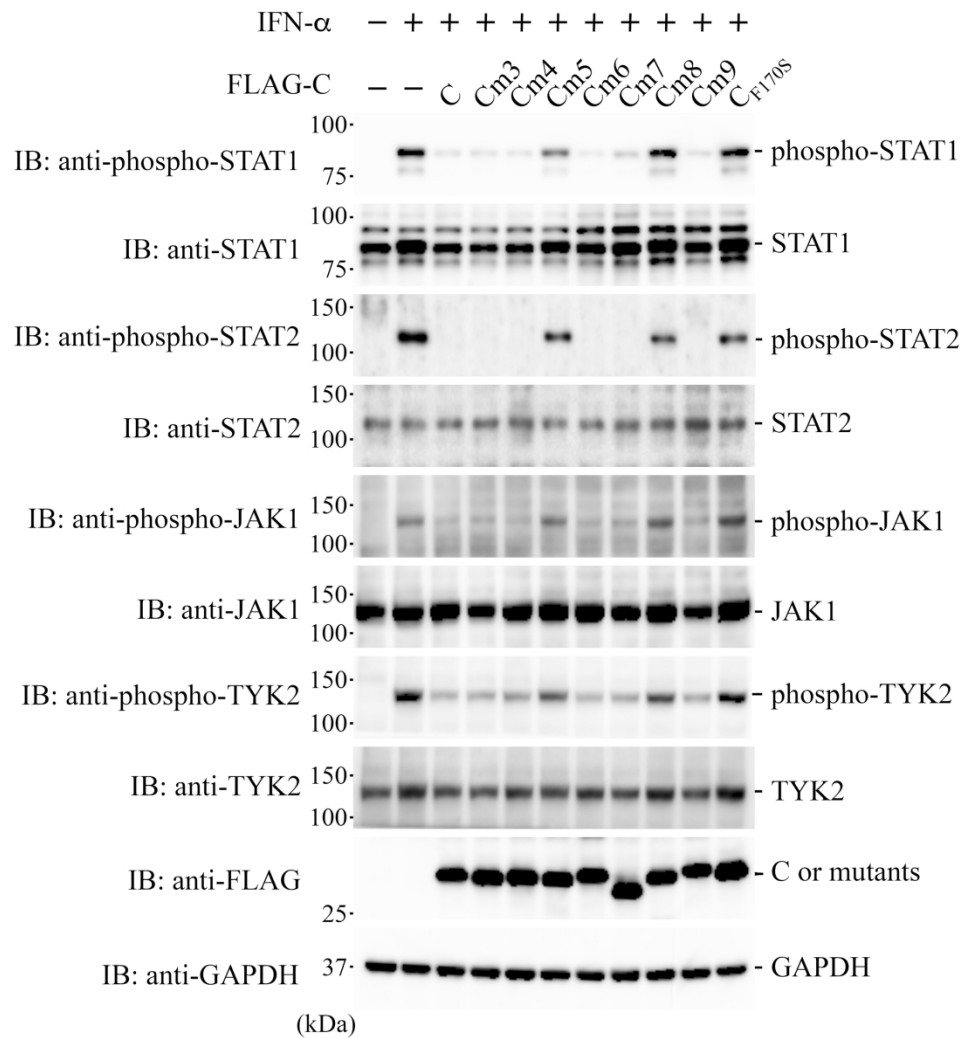 IFN-α − + + + + + + + + + +
FLAG-C − − C Cm3 Cm4 Cm5 Cm6 Cm7 Cm8 Cm9 CF170S
100
IB: anti-phospho-STAT1 - phospho-STAT1
75
100
IB: anti-STAT1 - STAT1
75
150
IB: anti-phospho-STAT2 - phospho-STAT2
100
150
IB: anti-STAT2 - STAT2
100
150
IB: anti-phospho-JAK1 - phospho-JAK1
100
150
IB: anti-JAK1 - JAK1
100
150
IB: anti-phospho-TYK2 - phospho-TYK2
100
150
IB: anti-TYK2 - TYK2
100
IB: anti-FLAG - C or mutants
25
IB: anti-GAPDH 37 - GAPDH
(kDa)